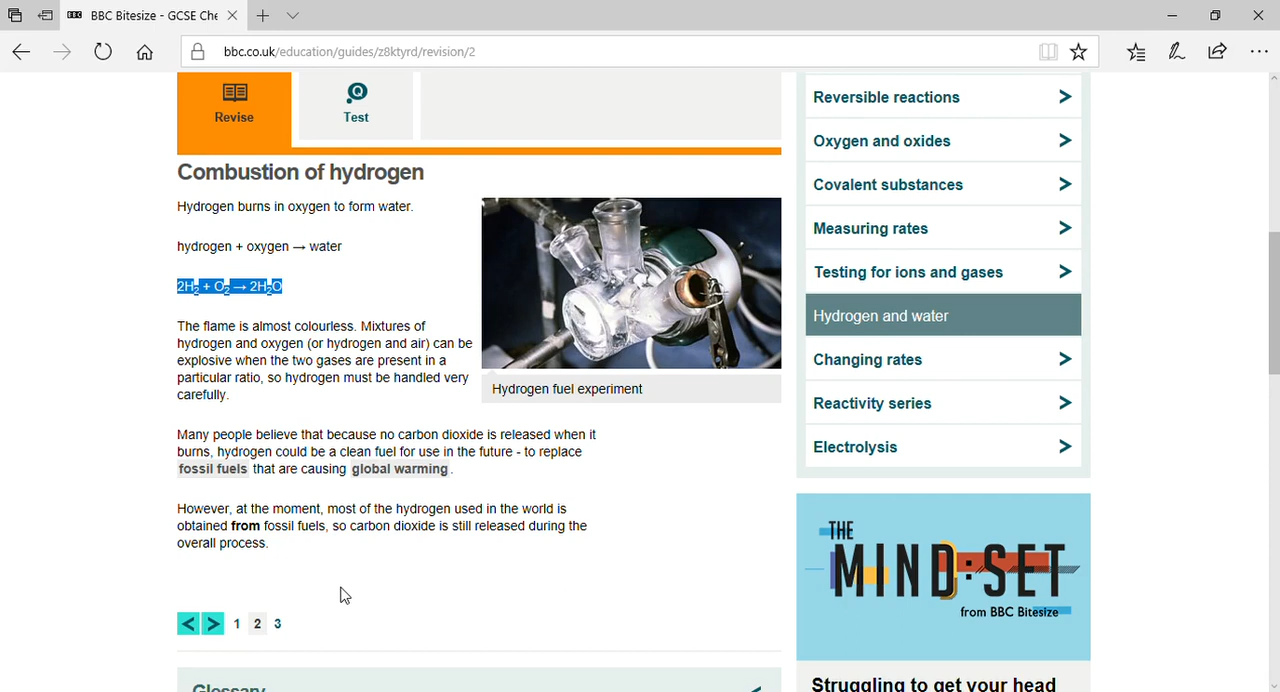 BBC Bitesize - GCSE Che
bbc.co.uk/education/guides/z8ktyrd/revision/2
Revise
Test
Combustion of hydrogen
Hydrogen burns in oxygen to form water.
hydrogen + oxygen → water
2H₂ + O₂ → 2H₂O
The flame is almost colourless. Mixtures of
hydrogen and oxygen (or hydrogen and air) can be
explosive when the two gases are present in a
particular ratio, so hydrogen must be handled very
carefully.
Hydrogen fuel experiment
Many people believe that because no carbon dioxide is released when it
burns, hydrogen could be a clean fuel for use in the future - to replace
fossil fuels that are causing global warming.
However, at the moment, most of the hydrogen used in the world is
obtained from fossil fuels, so carbon dioxide is still released during the
overall process.
< > 1 2 3
Glossary
Reversible reactions
Oxygen and oxides
Covalent substances
Measuring rates
Testing for ions and gases
Hydrogen and water
Changing rates
Reactivity series
Electrolysis
THE
MIND:SET
from BBC Bitesize
Struggling to get your head